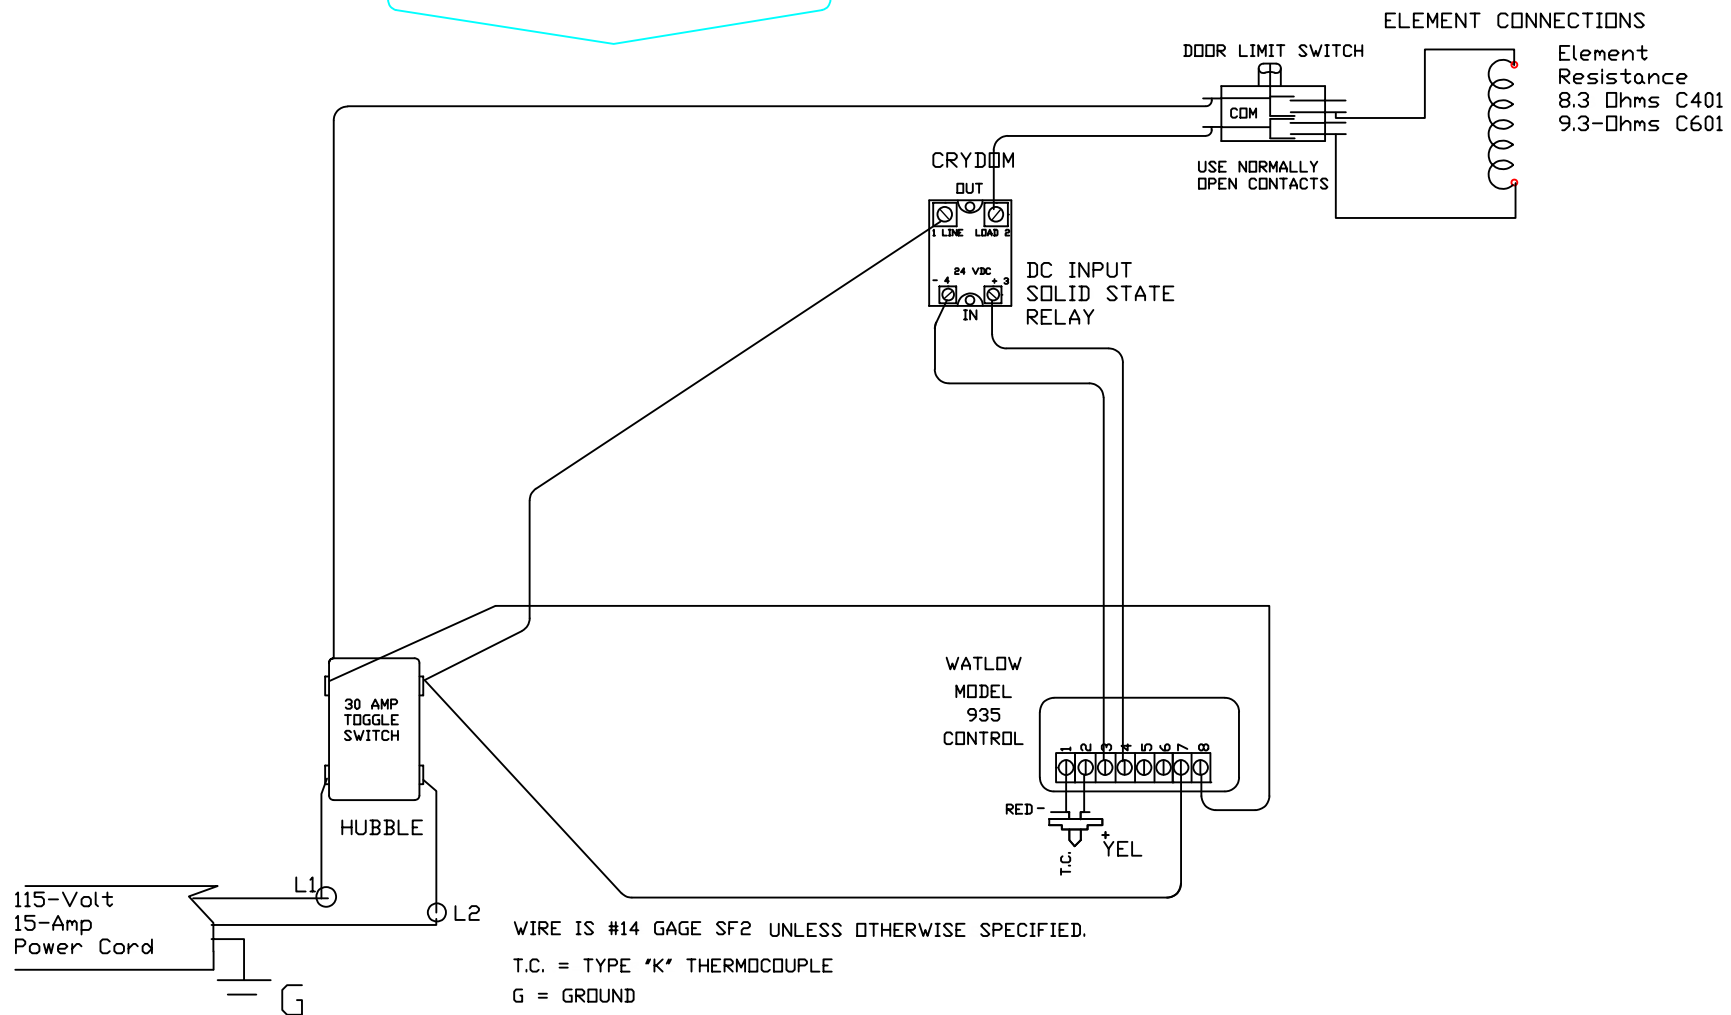 ELEMENT CONNECTIONS
DOOR LIMIT SWITCH
Element
Resistance
8.3 Ohms C401
9.3-Ohms C601
COM
USE NORMALLY
OPEN CONTACTS
CRYDOM
OUT
1 LINE LOAD 2
24 VDC
- 4 + 3
IN
DC INPUT
SOLID STATE
RELAY
WATLOW
MODEL
935
CONTROL
1 2 3 4 5 6 7 8
RED -
+
YEL
T.C.
30 AMP
TOGGLE
SWITCH
HUBBLE
L1
L2
115-Volt
15-Amp
Power Cord
G
WIRE IS #14 GAGE SF2 UNLESS OTHERWISE SPECIFIED.
T.C. = TYPE "K" THERMOCOUPLE
G = GROUND